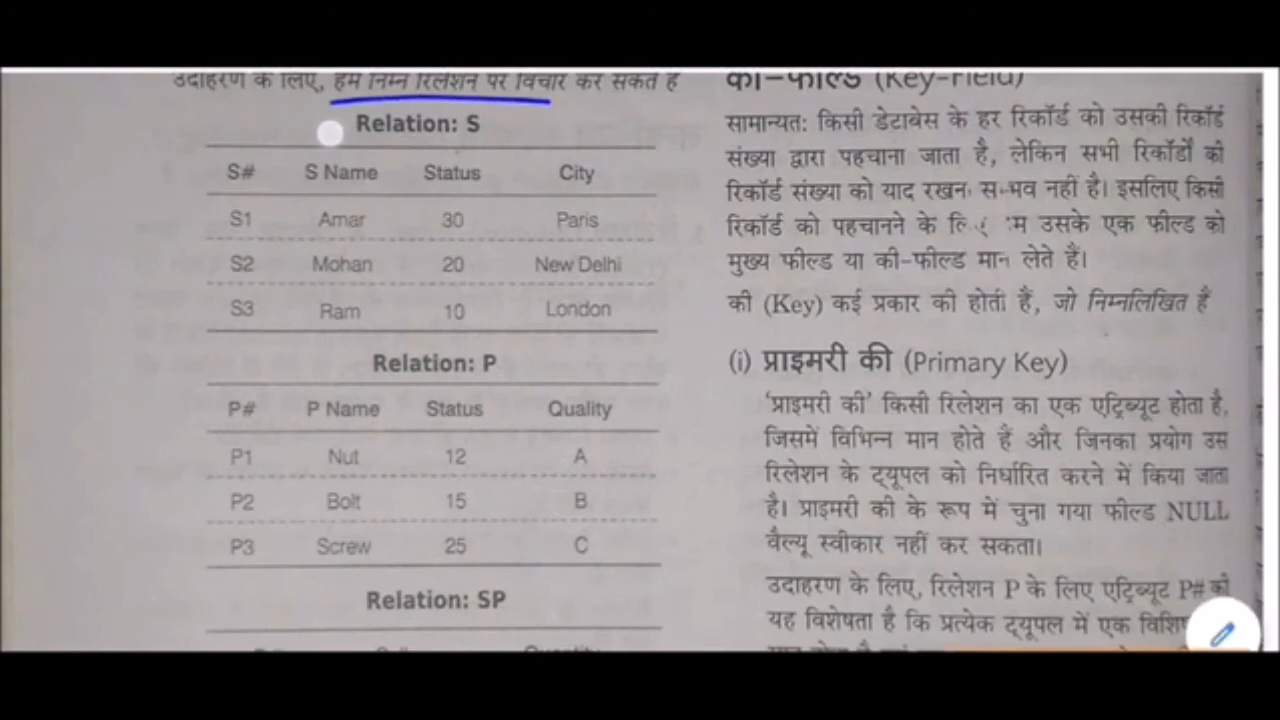 उदाहरण के लिए, हम निम्न रिलेशन पर विचार कर सकते हैं
Relation: S
S# S Name Status City
S1 Amar 30 Paris
S2 Mohan 20 New Delhi
S3 Ram 10 London
Relation: P
P# P Name Status Quality
P1 Nut 12 A
P2 Bolt 15 B
P3 Screw 25 C
Relation: SP
Quantity
की-फील्ड (Key-Field)
सामान्यत: किसी डेटाबेस के हर रिकॉर्ड को उसकी रिकॉर्ड
संख्या द्वारा पहचाना जाता है, लेकिन सभी रिकॉर्डों की
रिकॉर्ड संख्या को याद रखना सम्भव नहीं है। इसलिए किसी
रिकॉर्ड को पहचानने के उसके एक फील्ड को
मुख्य फील्ड या की-फील्ड मान लेते हैं।
की (Key) कई प्रकार की होती हैं, जो निम्नलिखित हैं
(i) प्राइमरी की (Primary Key)
'प्राइमरी की' किसी रिलेशन का एक एट्रिब्यूट होता है,
जिसमें विभिन्न मान होते हैं और जिनका प्रयोग उस
रिलेशन के ट्यूपल को निर्धारित करने में किया जाता
है। प्राइमरी की के रूप में चुना गया फील्ड NULL
वैल्यू स्वीकार नहीं कर सकता।
उदाहरण के लिए, रिलेशन P के लिए एट्रिब्यूट P# की
यह विशेषता है कि प्रत्येक ट्यूपल में एक